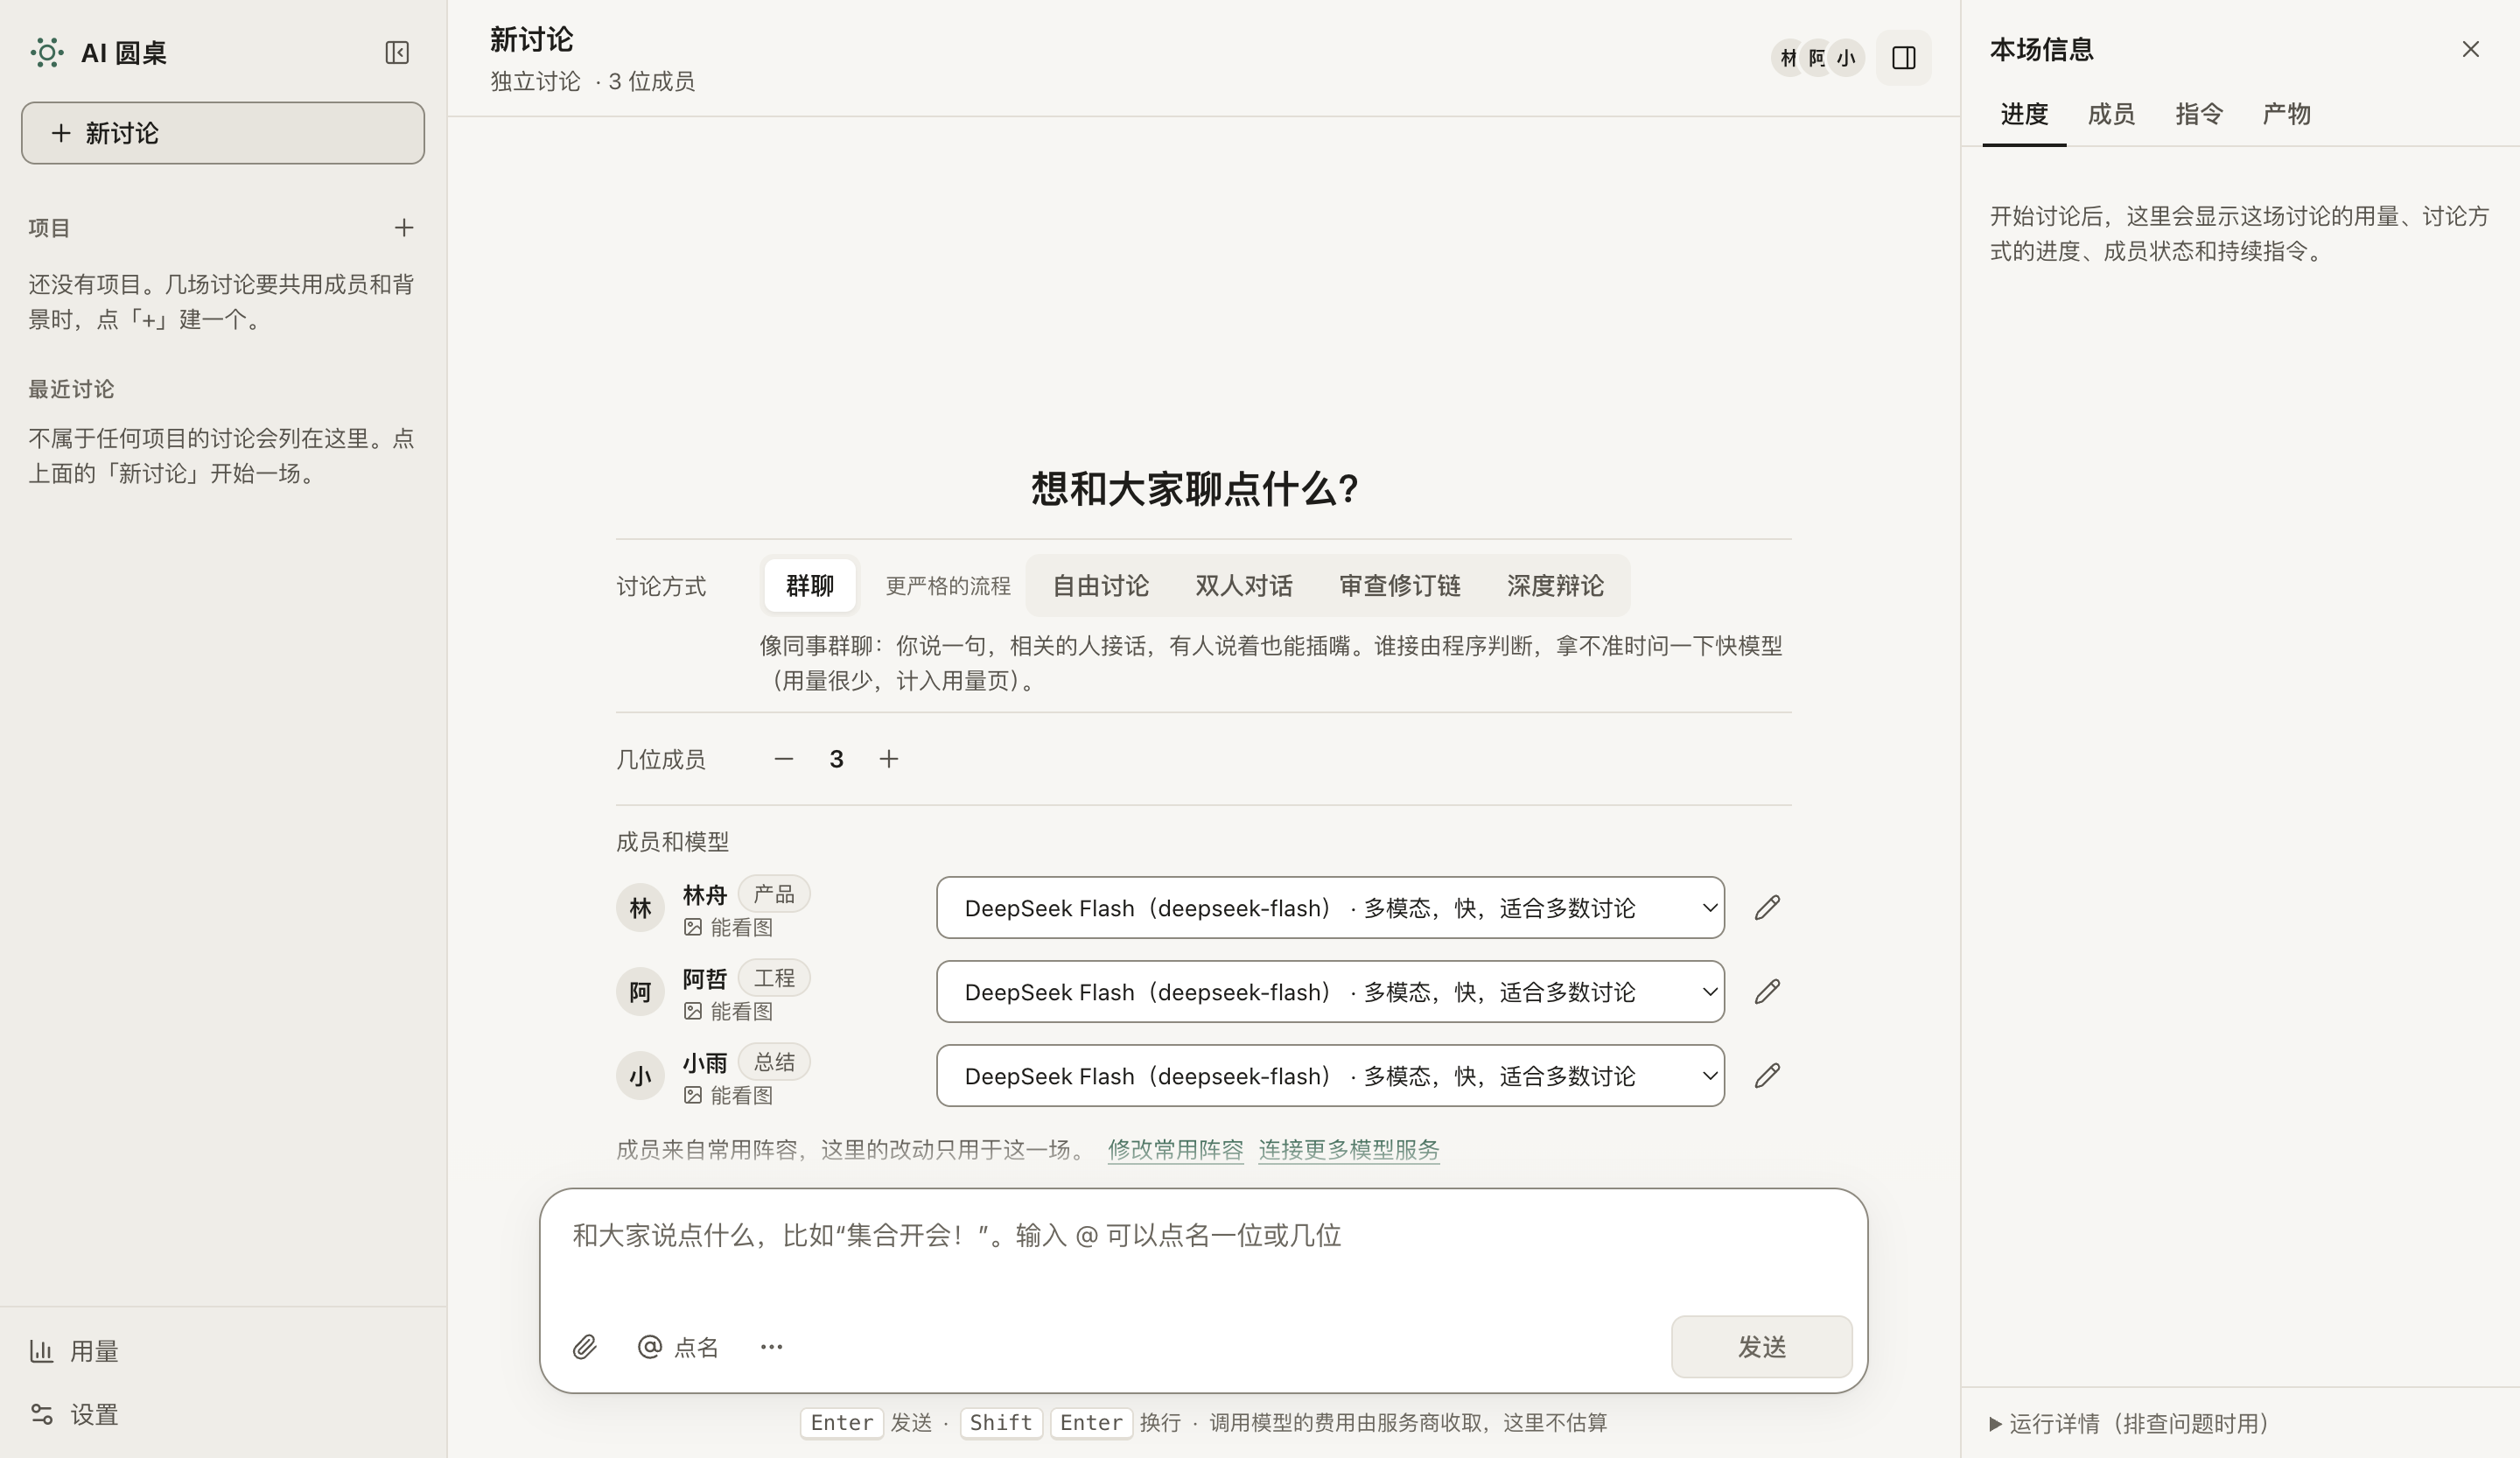 AI 圆桌
新讨论
项目
还没有项目。几场讨论要共用成员和背
景时，点「+」建一个。
最近讨论
不属于任何项目的讨论会列在这里。点
上面的「新讨论」开始一场。
用量
设置
新讨论
独立讨论 · 3 位成员
林 阿 小
想和大家聊点什么？
讨论方式 群聊 更严格的流程 自由讨论 双人对话 审查修订链 深度辩论
像同事群聊：你说一句，相关的人接话，有人说着也能插嘴。谁接由程序判断，拿不准时问一下快模型
（用量很少，计入用量页）。
几位成员 3
成员和模型
林 林舟 产品
能看图
DeepSeek Flash（deepseek-flash） · 多模态，快，适合多数讨论
阿 阿哲 工程
能看图
DeepSeek Flash（deepseek-flash） · 多模态，快，适合多数讨论
小 小雨 总结
能看图
DeepSeek Flash（deepseek-flash） · 多模态，快，适合多数讨论
成员来自常用阵容，这里的改动只用于这一场。 修改常用阵容 连接更多模型服务
和大家说点什么，比如“集合开会！”。输入 @ 可以点名一位或几位
@ 点名 ···
发送
Enter 发送 · Shift Enter 换行 · 调用模型的费用由服务商收取，这里不估算
本场信息
进度 成员 指令 产物
开始讨论后，这里会显示这场讨论的用量、讨论方
式的进度、成员状态和持续指令。
运行详情（排查问题时用）